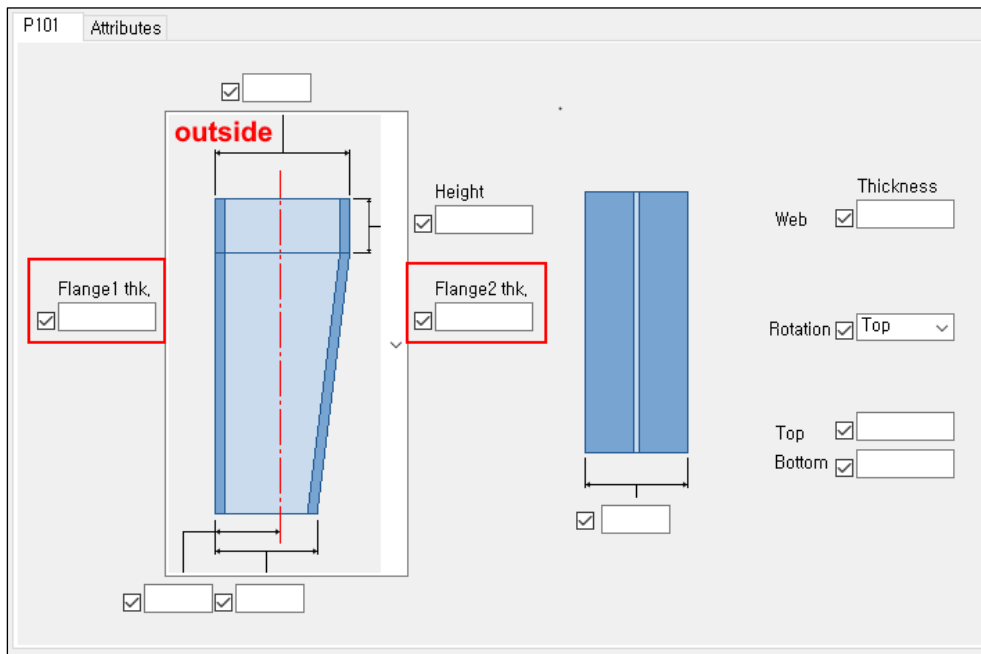 P101
Attributes
outside
Height
Thickness
Web
Flange1 thk,
Flange2 thk,
Rotation
Top
Top
Bottom